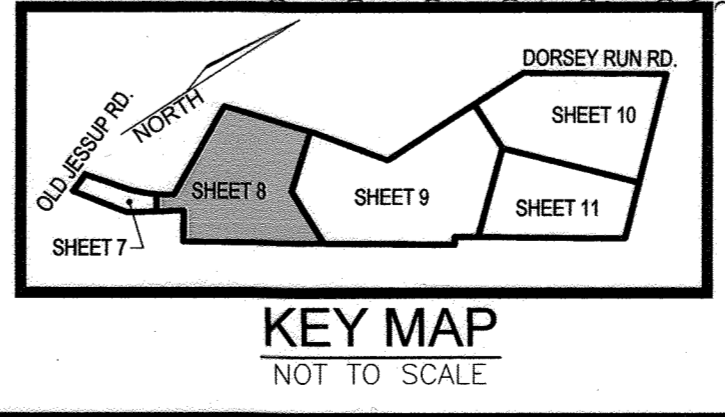 DORSEY RUN RD.
OLD JESSUP RD.
NORTH
SHEET 10
SHEET 8
SHEET 9
SHEET 11
SHEET 7
KEY MAP
NOT TO SCALE